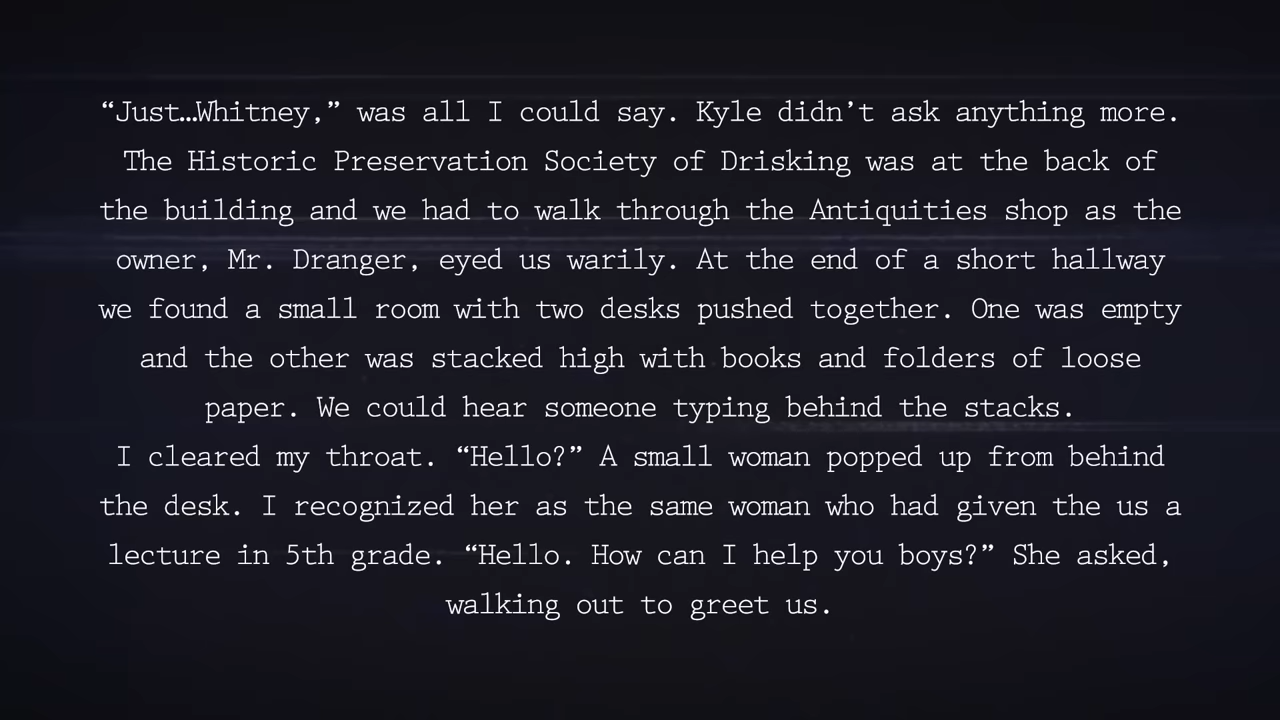 “Just…Whitney,” was all I could say. Kyle didn’t ask anything more.
The Historic Preservation Society of Drisking was at the back of
the building and we had to walk through the Antiquities shop as the
owner, Mr. Dranger, eyed us warily. At the end of a short hallway
we found a small room with two desks pushed together. One was empty
and the other was stacked high with books and folders of loose
paper. We could hear someone typing behind the stacks.
I cleared my throat. “Hello?” A small woman popped up from behind
the desk. I recognized her as the same woman who had given the us a
lecture in 5th grade. “Hello. How can I help you boys?” She asked,
walking out to greet us.